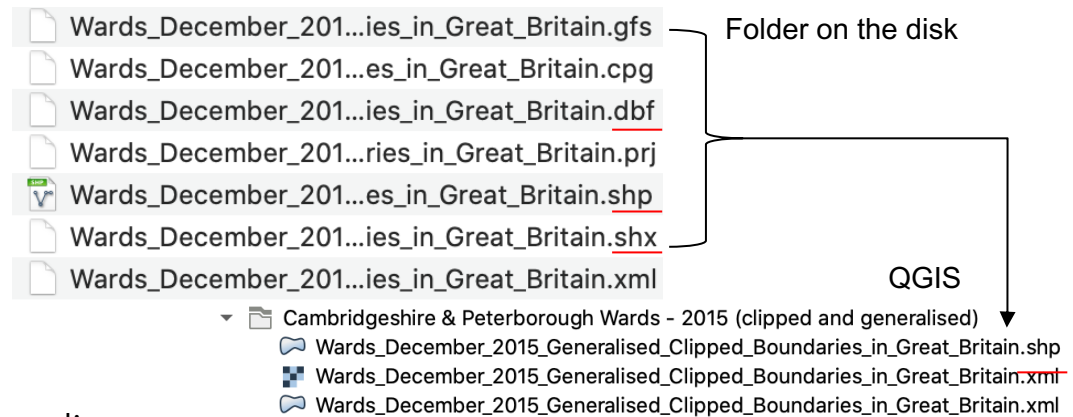 Wards_December_201...ies_in_Great_Britain.gfs
Folder on the disk
Wards_December_201...es_in_Great_Britain.cpg
Wards_December_201...ies_in_Great_Britain.dbf
Wards_December_201...ries_in_Great_Britain.prj
SHP
Wards_December_201...es_in_Great_Britain.shp
Wards_December_201...ies_in_Great_Britain.shx
Wards_December_201...ies_in_Great_Britain.xml
QGIS
Cambridgeshire & Peterborough Wards - 2015 (clipped and generalised)
Wards_December_2015_Generalised_Clipped_Boundaries_in_Great_Britain.shp
Wards_December_2015_Generalised_Clipped_Boundaries_in_Great_Britain.xml
Wards_December_2015_Generalised_Clipped_Boundaries_in_Great_Britain.xml